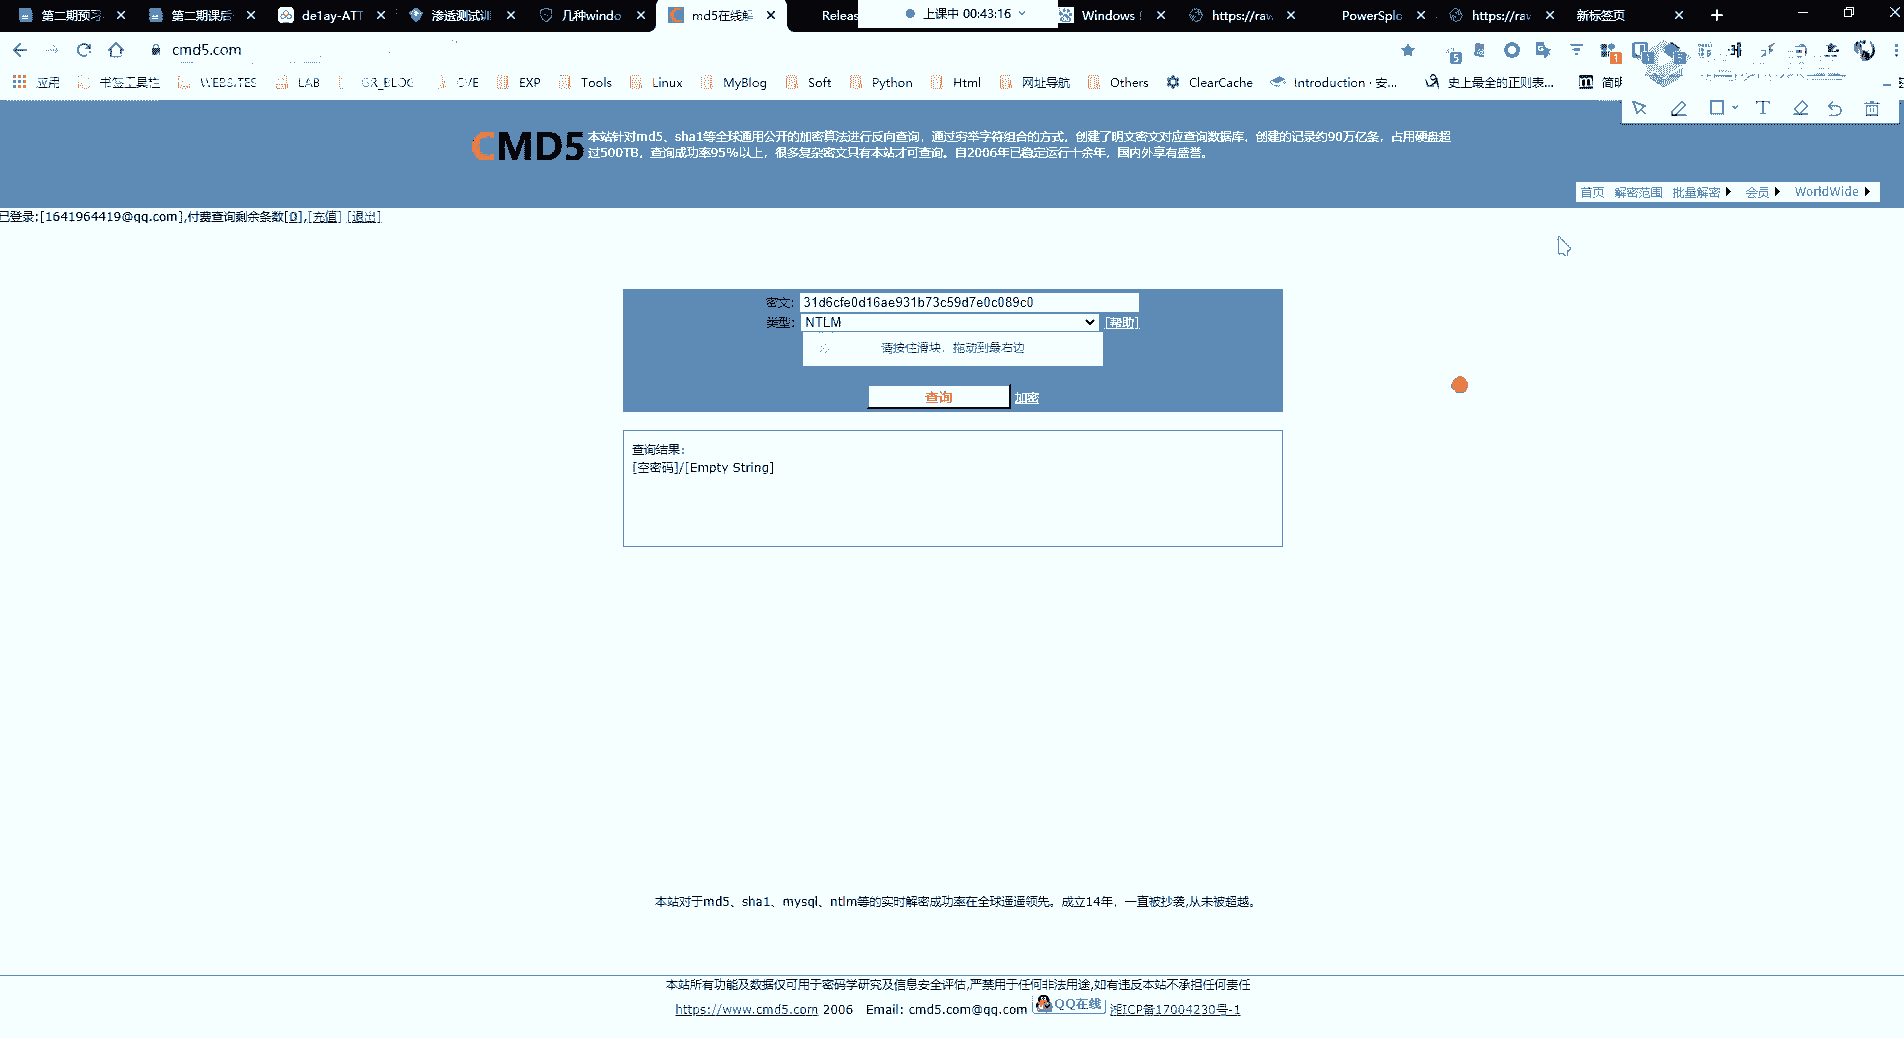 第二期预习
第二期课后
de1ay-ATT
渗透测试训
几种windo
md5在线解
Releas
上课中 00:43:16
Windows
https://raw
PowerSplo
https://rav
新标签页
cmd5.com
应用
书签工具栏
WEBSITES
LAB
GR_BLOG
CVE
EXP
Tools
Linux
MyBlog
Soft
Python
Html
网址导航
Others
ClearCache
Introduction · 安...
史上最全的正则表...
简明
CMD5
本站针对md5、sha1等全球通用公开的加密算法进行反向查询，通过穷举字符组合的方式，创建了明文密文对应查询数据库，创建的记录约90万亿条，占用硬盘超
过500TB，查询成功率95%以上，很多复杂密文只有本站才可查询。自2006年已稳定运行十余年，国内外享有盛誉。
首页 解密范围 批量解密 会员 WorldWide
已登录:[1641964419@qq.com],付费查询剩余条数[0],[充值] [退出]
密文: 31d6cfe0d16ae931b73c59d7e0c089c0
类型: NTLM [帮助]
请按住滑块，拖动到最右边
查询 加密
查询结果:
[空密码]/[Empty String]
本站对于md5、sha1、mysql、ntlm等的实时解密成功率在全球遥遥领先。成立14年，一直被抄袭,从未被超越。
本站所有功能及数据仅可用于密码学研究及信息安全评估,严禁用于任何非法用途,如有违反本站不承担任何责任
https://www.cmd5.com 2006 Email: cmd5.com@qq.com QQ在线 湘ICP备17004230号-1